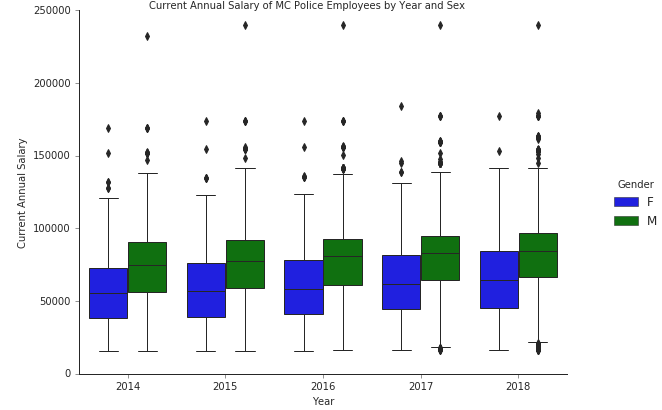 Current Annual Salary of MC Police Employees by Year and Sex
250000
200000
150000
100000
50000
0
Current Annual Salary
2014 2015 2016 2017 2018
Year
Gender
F
M